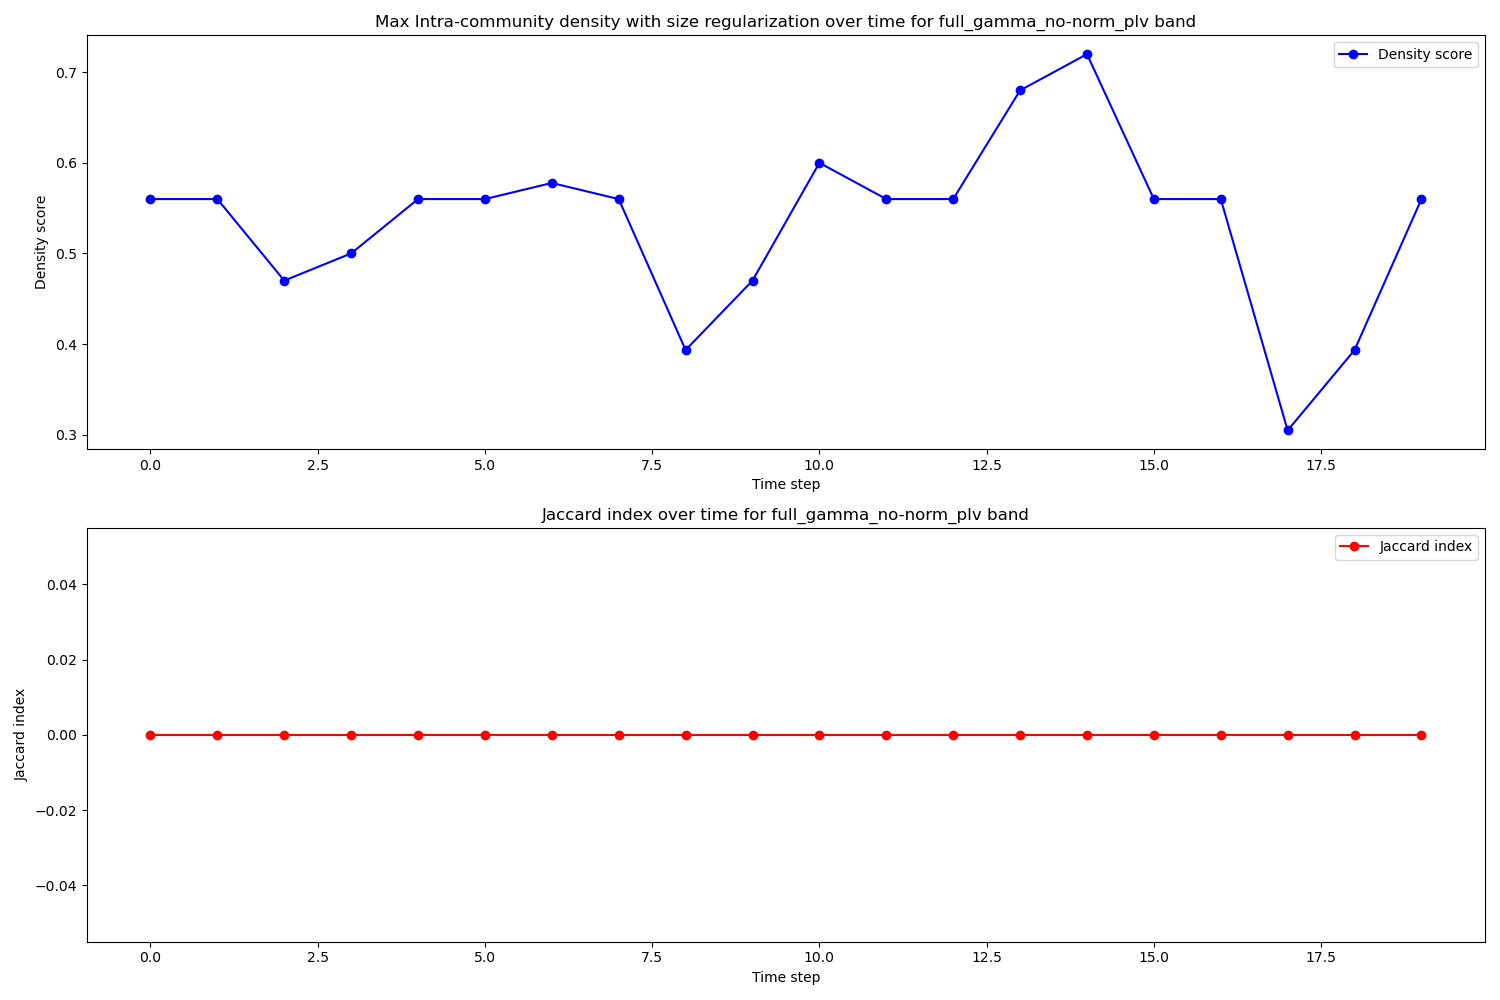 Max Intra-community density with size regularization over time for full_gamma_no-norm_plv band
Density score
0.7
0.6
0.5
0.4
0.3
Density score
0.0 2.5 5.0 7.5 10.0 12.5 15.0 17.5
Time step
Jaccard index over time for full_gamma_no-norm_plv band
Jaccard index
0.04
0.02
0.00
−0.02
−0.04
Jaccard index
0.0 2.5 5.0 7.5 10.0 12.5 15.0 17.5
Time step